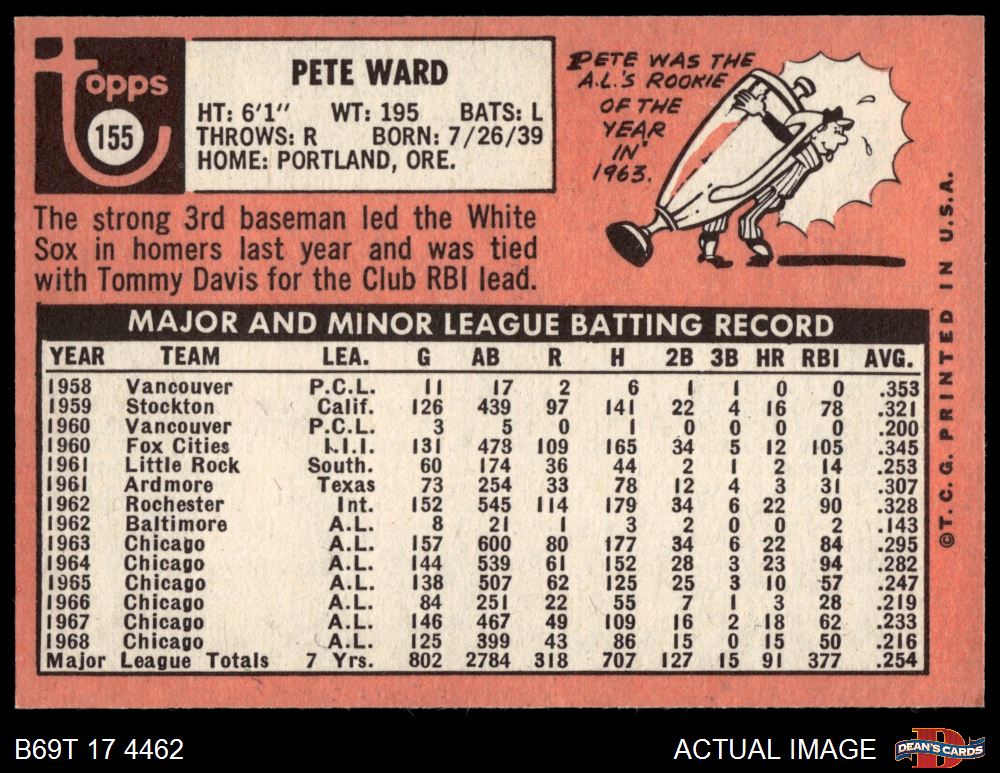 Topps
155
PETE WARD
HT: 6'1" WT: 195 BATS: L
THROWS: R BORN: 7/26/39
HOME: PORTLAND, ORE.
PETE WAS THE
A.L.'S ROOKIE
OF THE
YEAR
IN
1963.
The strong 3rd baseman led the White
Sox in homers last year and was tied
with Tommy Davis for the Club RBI lead.
MAJOR AND MINOR LEAGUE BATTING RECORD
YEAR TEAM LEA. G AB R H 2B 3B HR RBI AVG.
1958 Vancouver P.C.L. 11 17 2 6 1 1 0 0 .353
1959 Stockton Calif. 126 439 97 141 22 4 16 78 .321
1960 Vancouver P.C.L. 3 5 0 1 0 0 0 0 .200
1960 Fox Cities I.I.I. 131 473 109 165 34 5 12 105 .345
1961 Little Rock South. 60 174 36 44 2 1 2 14 .253
1961 Ardmore Texas 73 254 33 78 12 4 3 31 .307
1962 Rochester Int. 152 545 114 179 34 6 22 90 .328
1962 Baltimore A.L. 8 21 1 3 2 0 0 2 .143
1963 Chicago A.L. 157 600 80 177 34 6 22 84 .295
1964 Chicago A.L. 144 539 61 152 28 3 23 94 .282
1965 Chicago A.L. 138 507 62 125 25 3 10 57 .247
1966 Chicago A.L. 84 251 22 55 7 1 3 28 .219
1967 Chicago A.L. 146 467 49 109 16 2 18 62 .233
1968 Chicago A.L. 125 399 43 86 15 0 15 50 .216
Major League Totals 7 Yrs. 802 2784 318 707 127 15 91 377 .254
©T.C.G. PRINTED IN U.S.A.
B69T 17 4462
ACTUAL IMAGE
D
DEAN'S CARDS